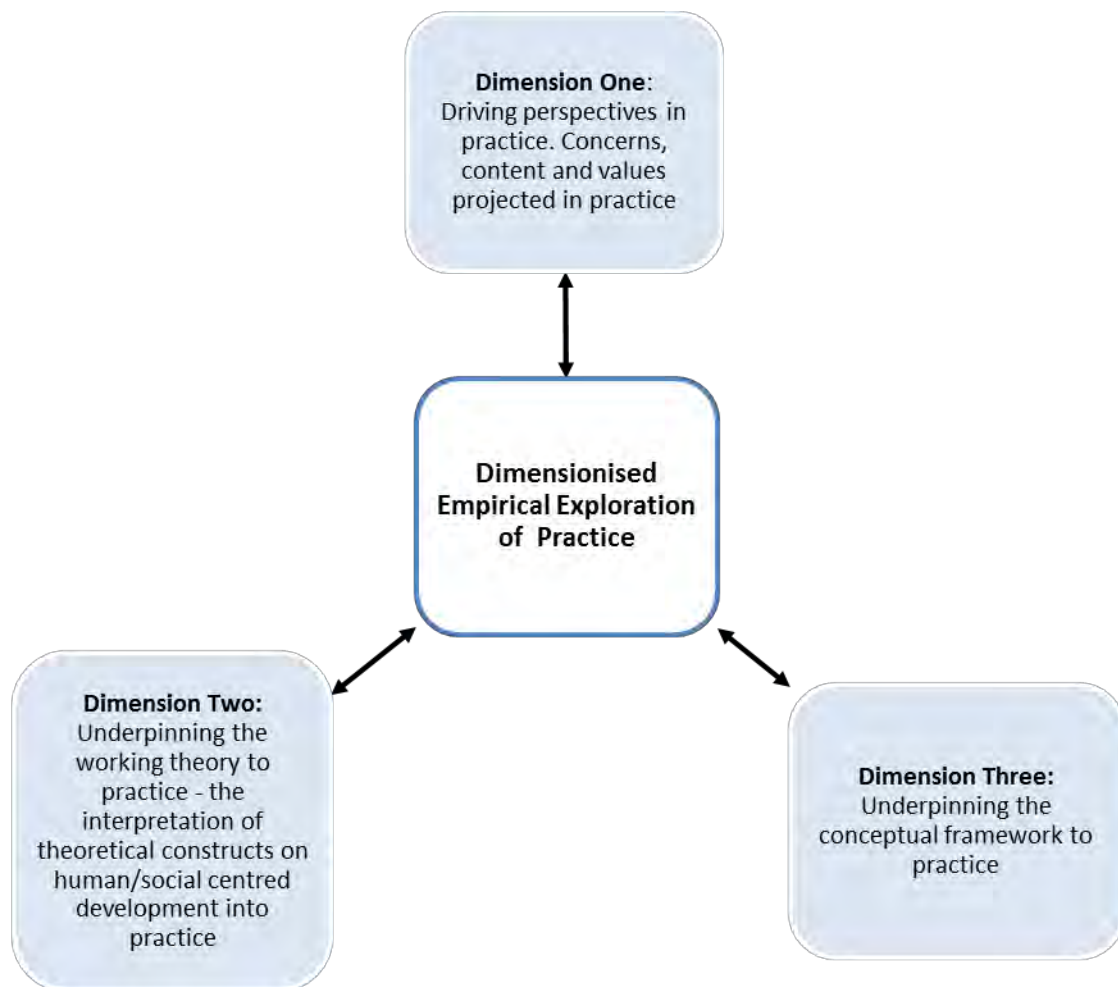 Dimension One:
Driving perspectives in
practice. Concerns,
content and values
projected in practice
Dimensionised
Empirical Exploration
of Practice
Dimension Two:
Underpinning the
working theory to
practice - the
interpretation of
theoretical constructs on
human/social centred
development into
practice
Dimension Three:
Underpinning the
conceptual framework to
practice